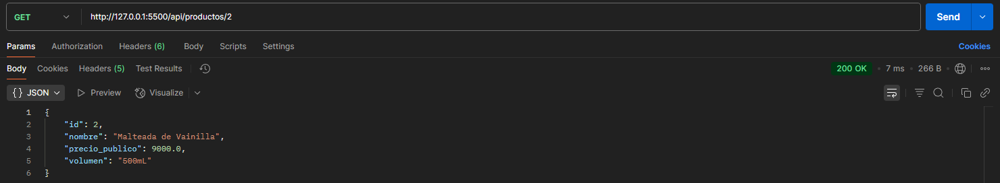 GET http://127.0.0.1:5500/api/productos/2 Send
Params Authorization Headers (6) Body Scripts Settings Cookies
Body Cookies Headers (5) Test Results 200 OK • 7 ms • 266 B •
{} JSON Preview Visualize
1 {
2 "id": 2,
3 "nombre": "Malteada de Vainilla",
4 "precio_publico": 9000.0,
5 "volumen": "500mL"
6 }